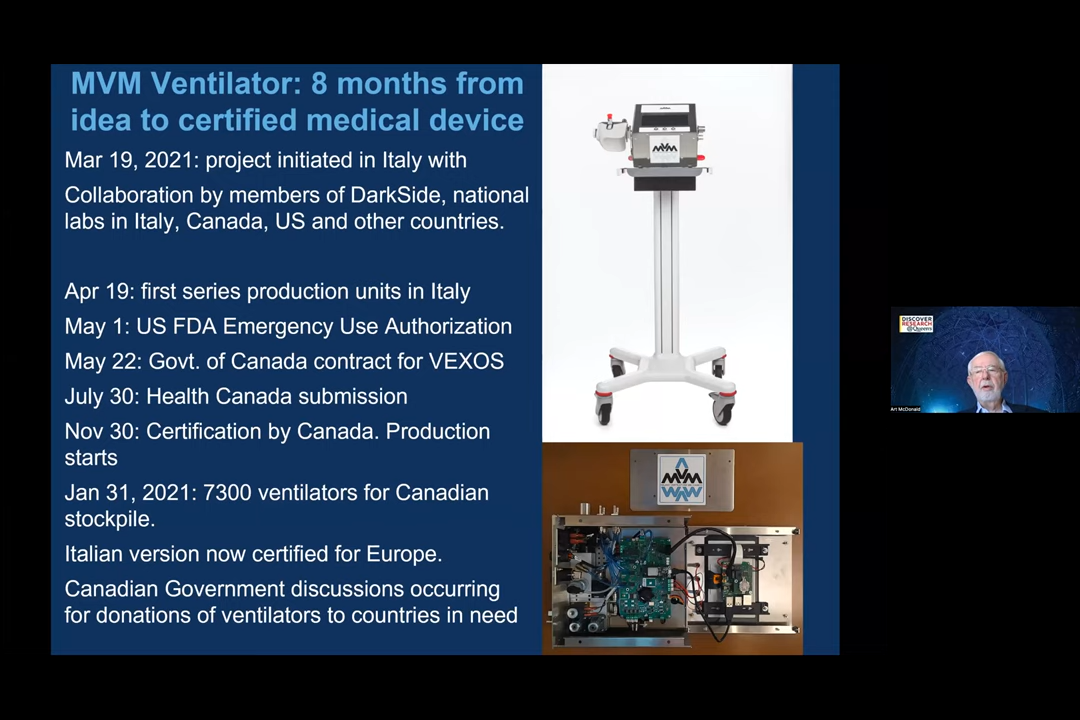 MVM Ventilator: 8 months from
idea to certified medical device
Mar 19, 2021: project initiated in Italy with
Collaboration by members of DarkSide, national
labs in Italy, Canada, US and other countries.
Apr 19: first series production units in Italy
May 1: US FDA Emergency Use Authorization
May 22: Govt. of Canada contract for VEXOS
July 30: Health Canada submission
Nov 30: Certification by Canada. Production
starts
Jan 31, 2021: 7300 ventilators for Canadian
stockpile.
Italian version now certified for Europe.
Canadian Government discussions occurring
for donations of ventilators to countries in need
MVM
MVM
DISCOVER
RESEARCH
@Queens
Art McDonald